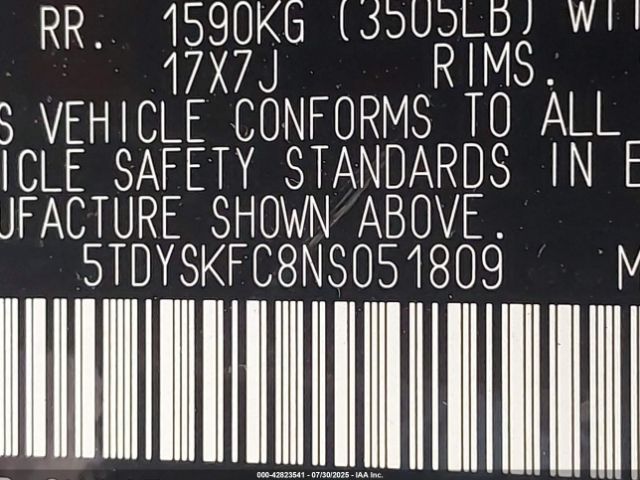 RR. 1590KG (3505LB) WIT
17X7J RIMS.
S VEHICLE CONFORMS TO ALL
ICLE SAFETY STANDARDS IN E
UFACTURE SHOWN ABOVE.
5TDYSKFC8NS051809 M
000-42823541 - 07/30/2025 - IAA Inc.